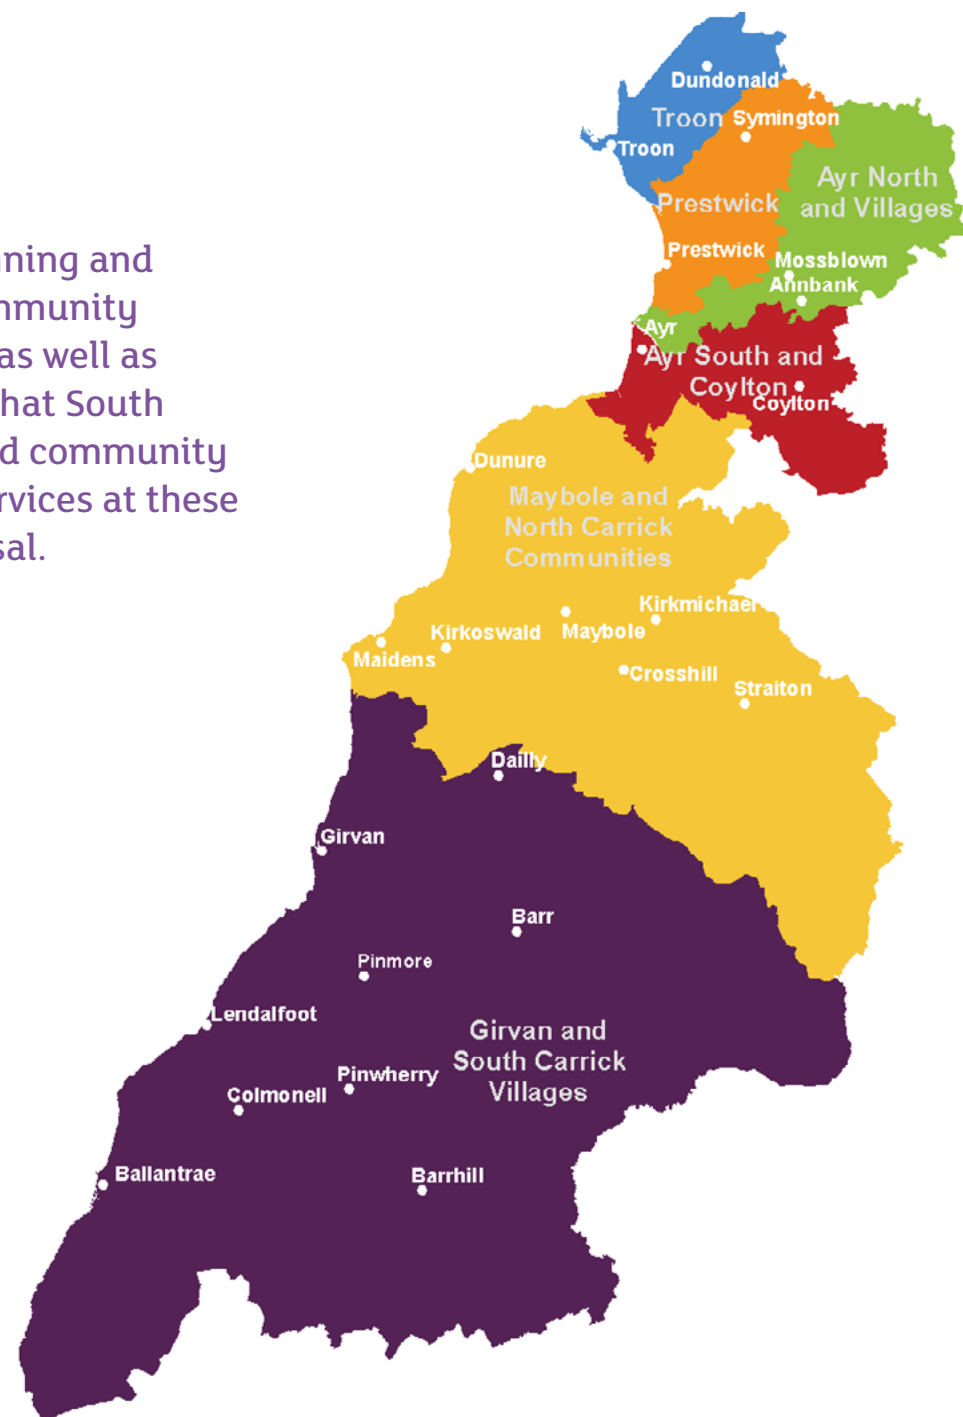 ning and
mmunity
as well as
hat South
d community
rvices at these
sal.
Dundonald
Troon
Symington
Troon
Ayr North
and Villages
Prestwick
Prestwick
Mossblown
Annbank
Ayr
Ayr South and
Coylton
Coylton
Dunure
Maybole and
North Carrick
Communities
Kirkmichael
Kirkoswald
Maybole
Maidens
Crosshill
Straiton
Dailly
Girvan
Barr
Pinmore
Lendalfoot
Girvan and
South Carrick
Villages
Pinwherry
Colmonell
Ballantrae
Barrhill